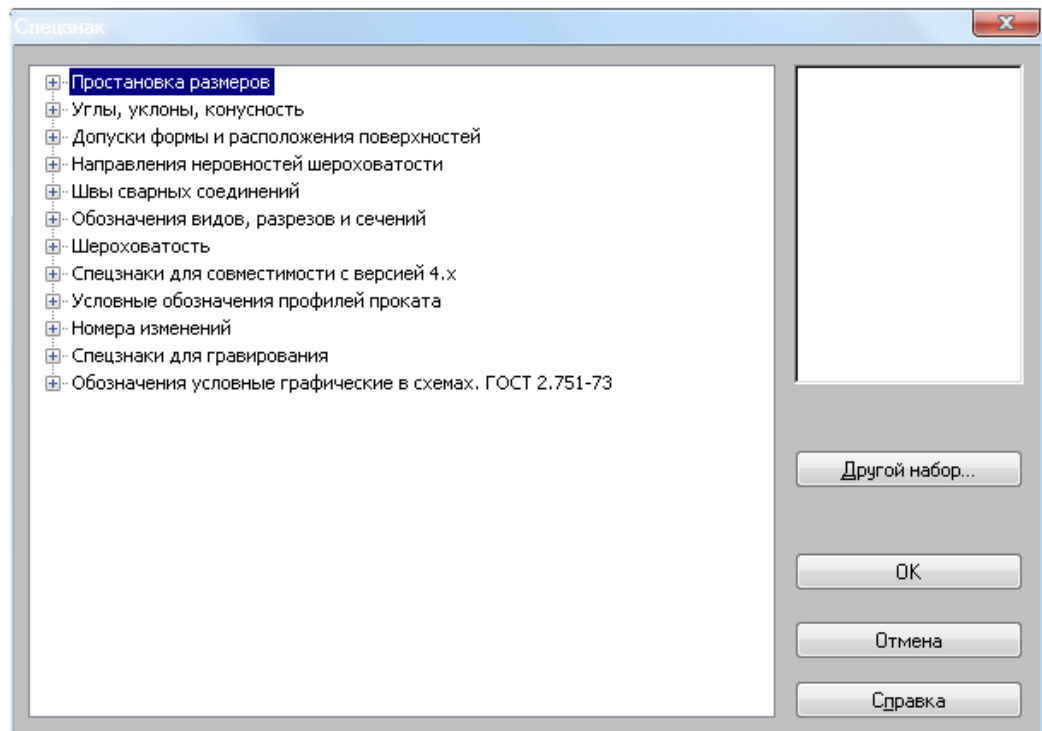 Спецзнак
Простановка размеров
Углы, уклоны, конусность
Допуски формы и расположения поверхностей
Направления неровностей шероховатости
Швы сварных соединений
Обозначения видов, разрезов и сечений
Шероховатость
Спецзнаки для совместимости с версией 4.x
Условные обозначения профилей проката
Номера изменений
Спецзнаки для гравирования
Обозначения условные графические в схемах. ГОСТ 2.751-73
Другой набор...
OK
Отмена
Справка